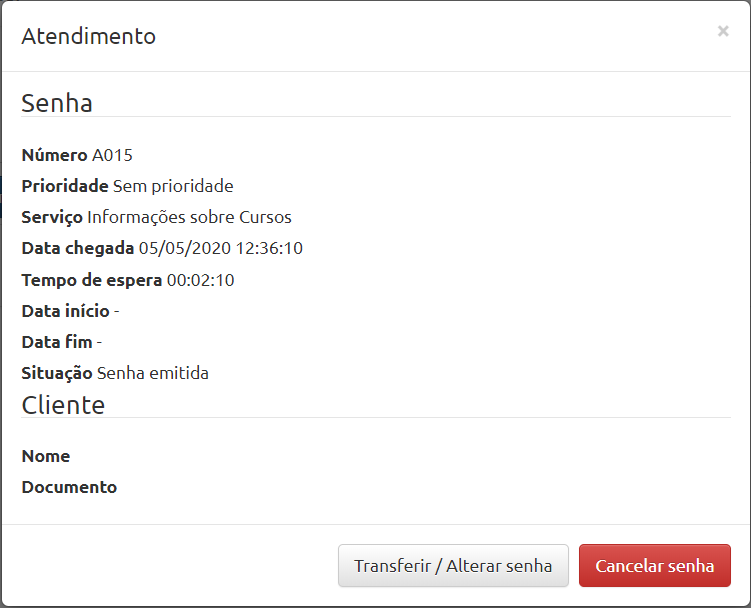 Atendimento
×
Senha
Número A015
Prioridade Sem prioridade
Serviço Informações sobre Cursos
Data chegada 05/05/2020 12:36:10
Tempo de espera 00:02:10
Data início -
Data fim -
Situação Senha emitida
Cliente
Nome
Documento
Transferir / Alterar senha
Cancelar senha